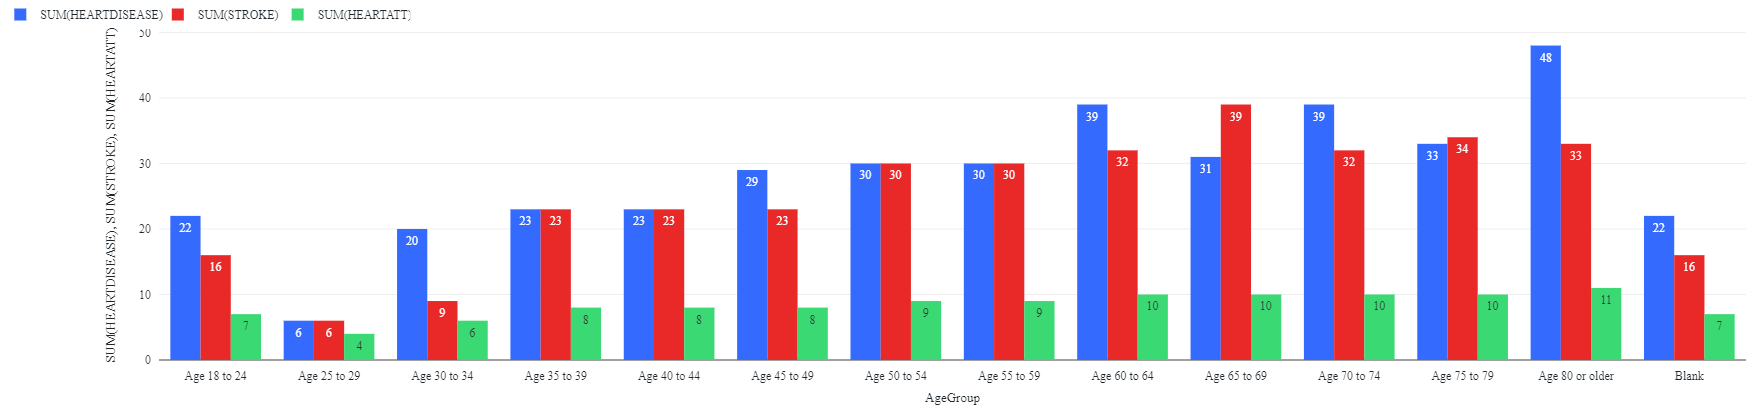 SUM(HEARTDISEASE) SUM(STROKE) SUM(HEARTATT)
SUM(HEARTDISEASE), SUM(STROKE), SUM(HEARTATT)
50
40
30
20
10
0
22 16 7
6 6 4
20 9 6
23 23 8
23 23 8
29 23 8
30 30 9
30 30 9
39 32 10
31 39 10
39 32 10
33 34 10
48 33 11
22 16 7
Age 18 to 24 Age 25 to 29 Age 30 to 34 Age 35 to 39 Age 40 to 44 Age 45 to 49 Age 50 to 54 Age 55 to 59 Age 60 to 64 Age 65 to 69 Age 70 to 74 Age 75 to 79 Age 80 or older Blank
AgeGroup